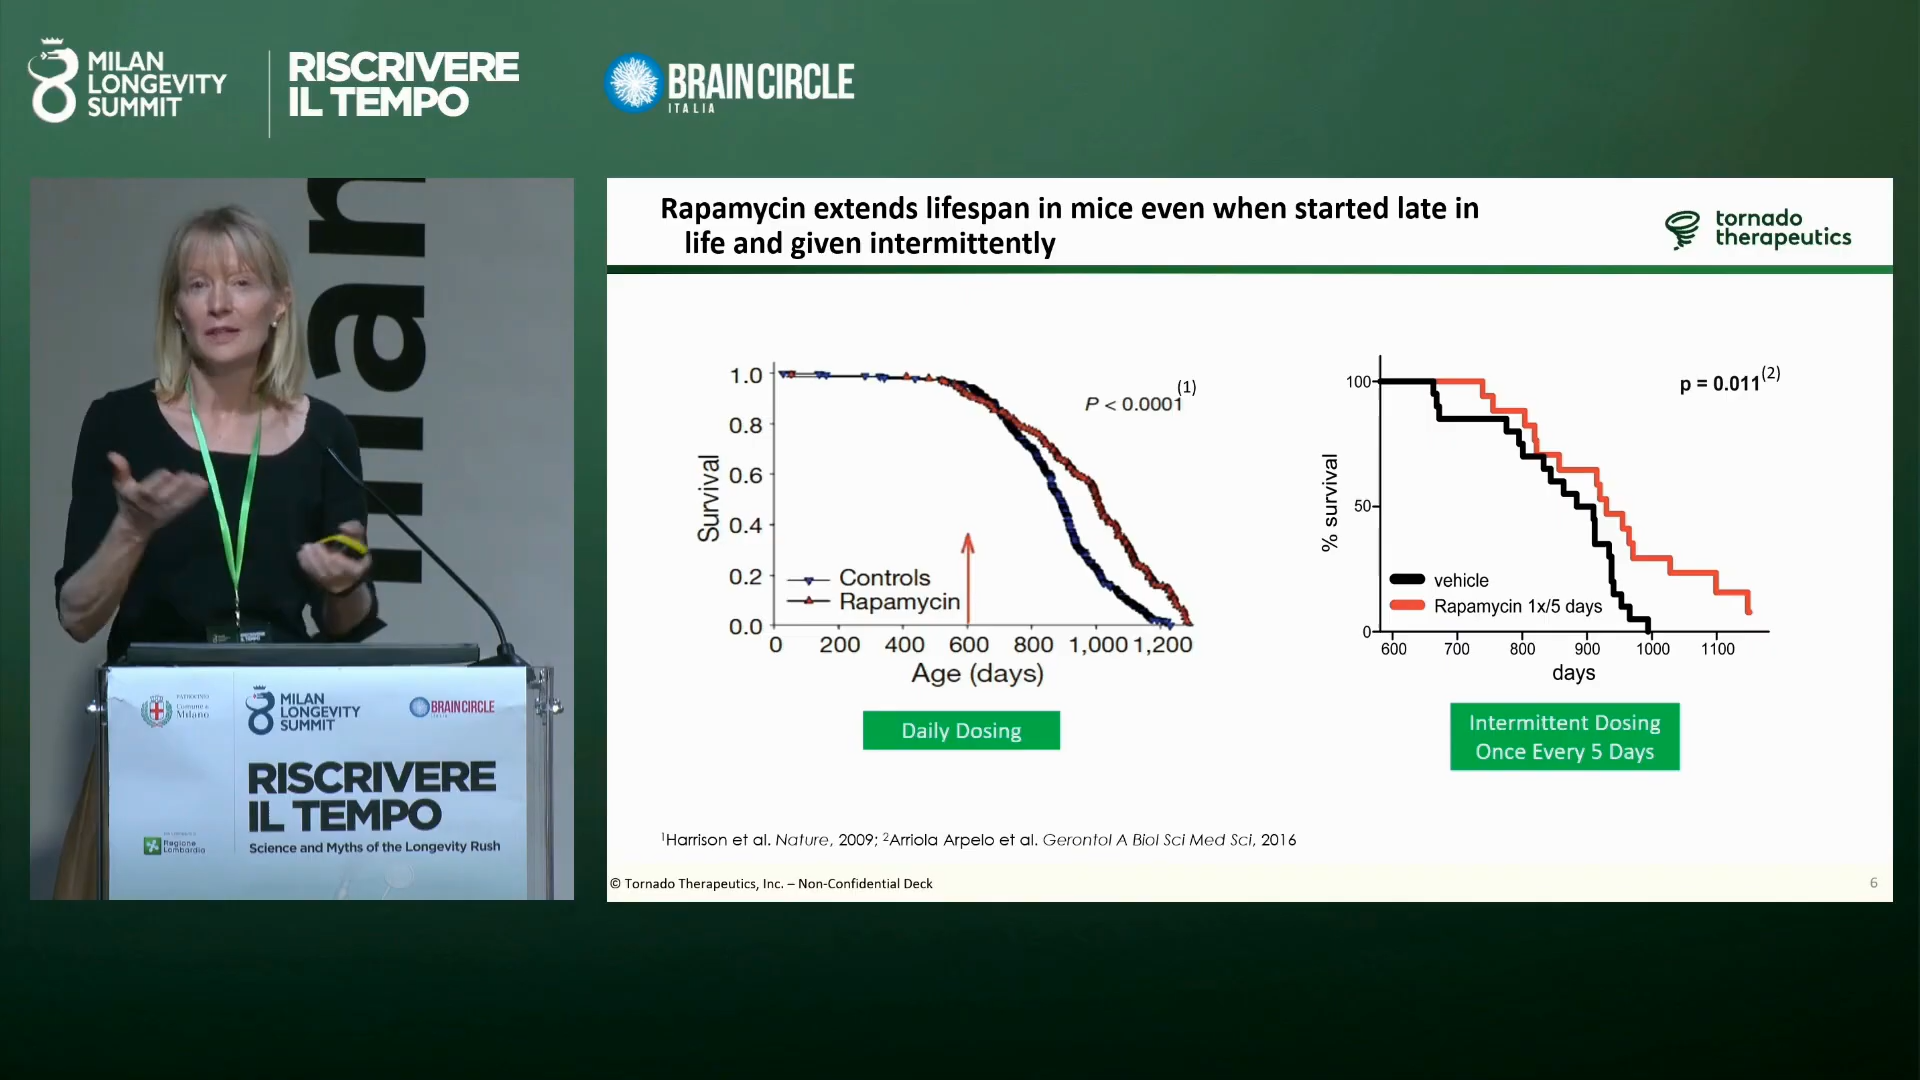 MILAN
LONGEVITY
SUMMIT
RISCRIVERE
IL TEMPO
BRAINCIRCLE
ITALIA
man
Rapamycin extends lifespan in mice even when started late in
life and given intermittently
tornado
therapeutics
1.0
0.8
0.6
0.4
0.2
0.0
Survival
P < 0.0001(1)
Controls
Rapamycin
0 200 400 600 800 1,000 1,200
Age (days)
Daily Dosing
100
50
0
% survival
p = 0.011(2)
vehicle
Rapamycin 1x/5 days
600 700 800 900 1000 1100
days
Intermittent Dosing
Once Every 5 Days
1Harrison et al. Nature, 2009; 2Arriola Arpelo et al. Gerontol A Biol Sci Med Sci, 2016
© Tornado Therapeutics, Inc. – Non-Confidential Deck
6
RISCRIVERE
PATROCINIO
Comune di
Milano
MILAN
LONGEVITY
SUMMIT
BRAINCIRCLE
RISCRIVERE
IL TEMPO
Science and Myths of the Longevity Rush
Regione
Lombardia